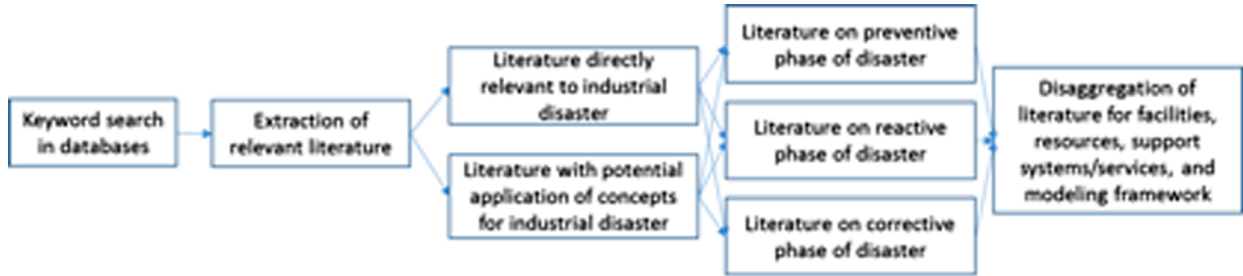 Keyword search
in databases
Extraction of
relevant literature
Literature directly
relevant to industrial
disaster
Literature with potential
application of concepts
for industrial disaster
Literature on preventive
phase of disaster
Literature on reactive
phase of disaster
Literature on corrective
phase of disaster
Disaggregation of
literature for facilities,
resources, support
systems/services, and
modeling framework